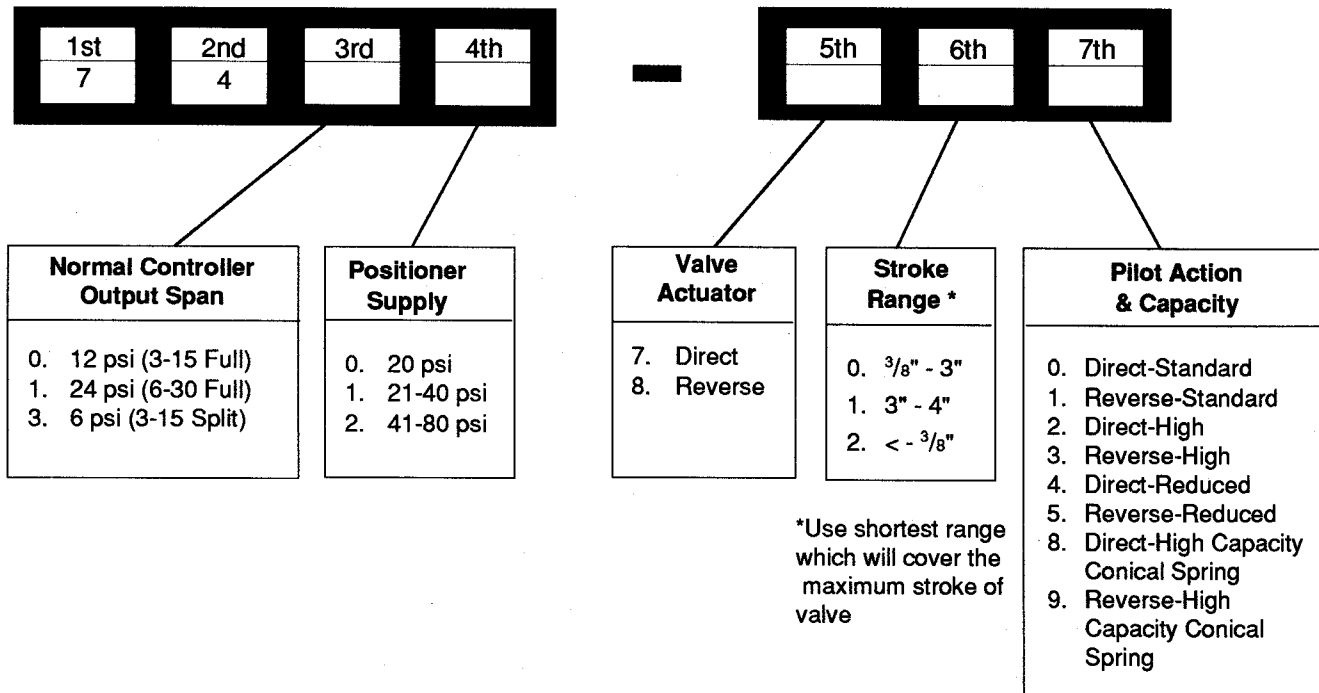 1st 2nd 3rd 4th - 5th 6th 7th
7 4
Normal Controller
Output Span
0. 12 psi (3-15 Full)
1. 24 psi (6-30 Full)
3. 6 psi (3-15 Split)
Positioner
Supply
0. 20 psi
1. 21-40 psi
2. 41-80 psi
Valve
Actuator
7. Direct
8. Reverse
Stroke
Range *
0. 3/8" - 3"
1. 3" - 4"
2. < - 3/8"
*Use shortest range
which will cover the
maximum stroke of
valve
Pilot Action
& Capacity
0. Direct-Standard
1. Reverse-Standard
2. Direct-High
3. Reverse-High
4. Direct-Reduced
5. Reverse-Reduced
8. Direct-High Capacity
Conical Spring
9. Reverse-High
Capacity Conical
Spring